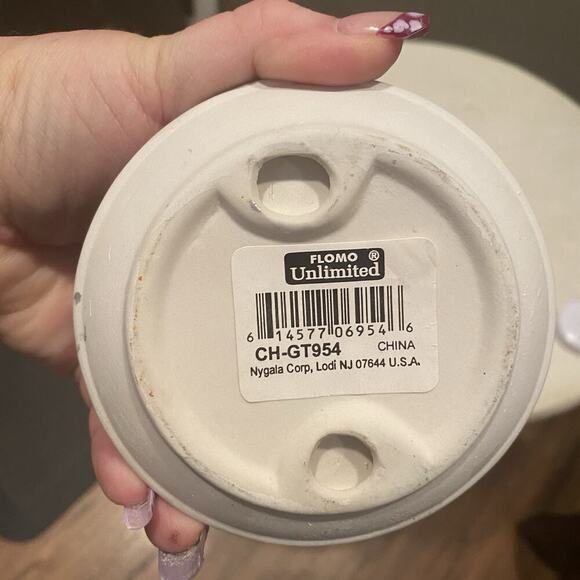 FLOMO ®
Unlimited
6 14577 06954 6
CH-GT954 CHINA
Nygala Corp, Lodi NJ 07644 U.S.A.